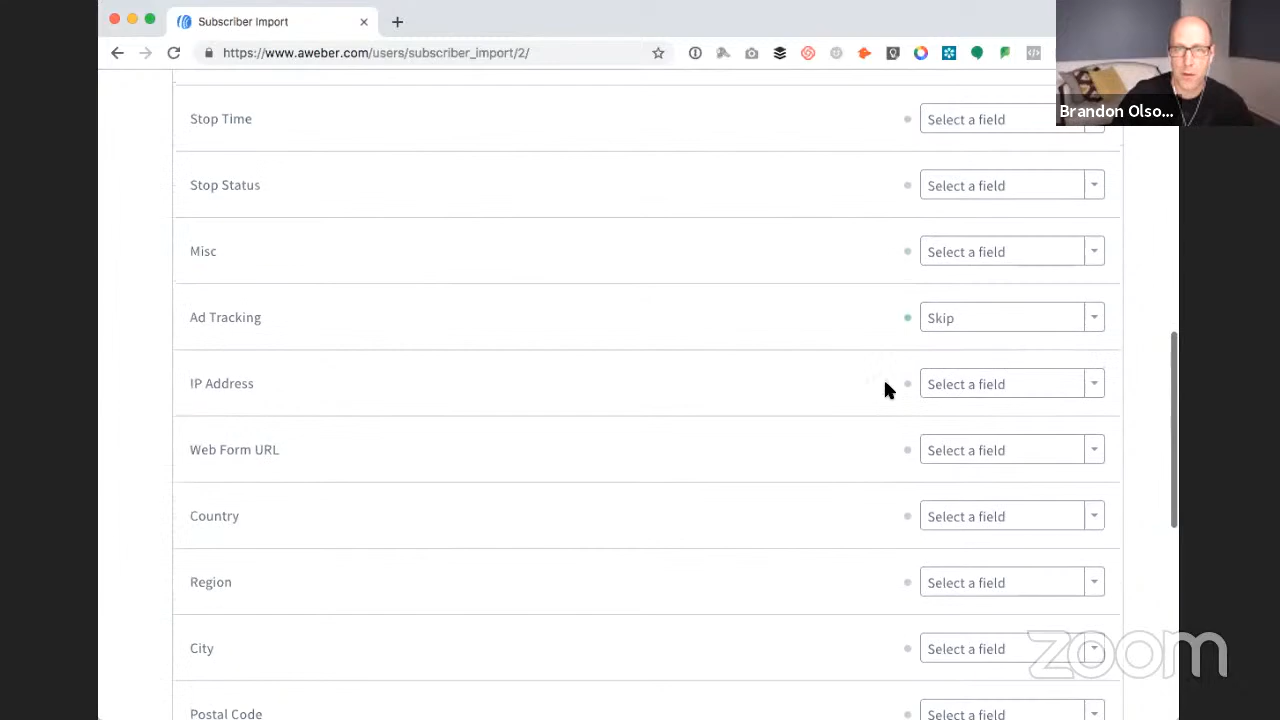 Subscriber Import
https://www.aweber.com/users/subscriber_import/2/
Brandon Olso...
Stop Time
Select a field
Stop Status
Select a field
Misc
Select a field
Ad Tracking
Skip
IP Address
Select a field
Web Form URL
Select a field
Country
Select a field
Region
Select a field
City
Select a field
zoom
Postal Code
Select a field